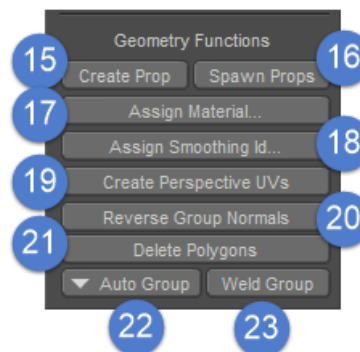 Geometry Functions
15 16
Create Prop Spawn Props
17 Assign Material...
Assign Smoothing Id... 18
19 Create Perspective UVs
Reverse Group Normals 20
21 Delete Polygons
Auto Group Weld Group
22 23